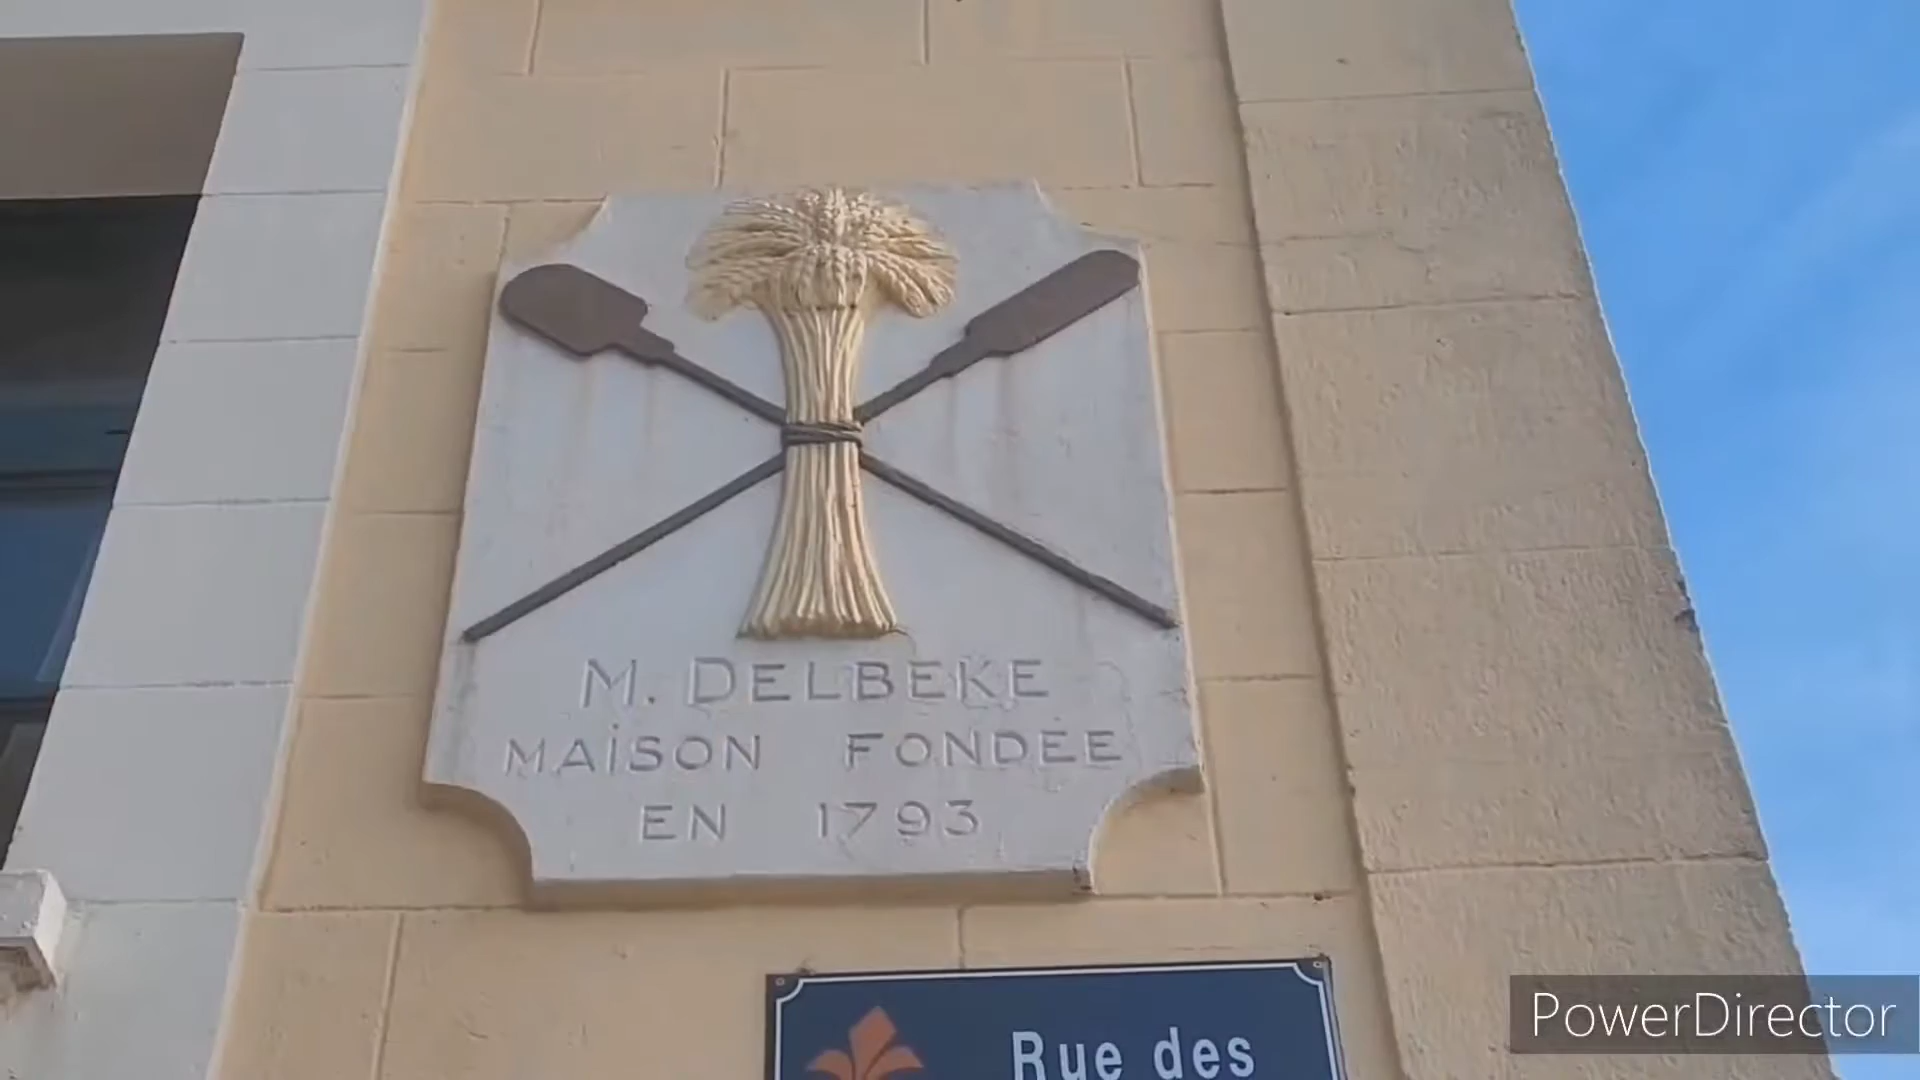 M. DELBEKE
MAiSON FONDÉE
EN 1793
Rue des
PowerDirector